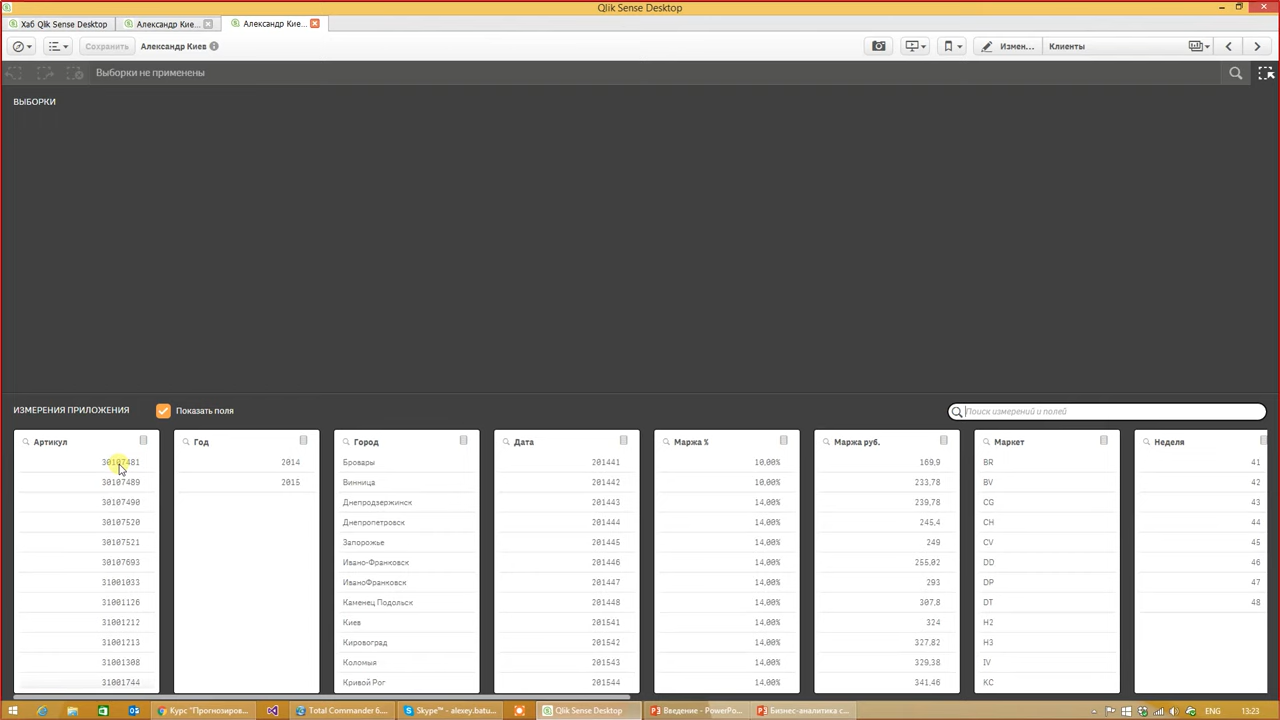 Qlik Sense Desktop
Хаб Qlik Sense Desktop
Александр Кие...
Александр Кие...
Сохранить
Александр Киев
Измен...
Клиенты
Выборки не применены
ВЫБОРКИ
ИЗМЕРЕНИЯ ПРИЛОЖЕНИЯ
Показать поля
Поиск измерений и полей
Артикул
30107481
30107489
30107490
30107520
30107521
30107693
31001033
31001126
31001212
31001213
31001308
31001744
Год
2014
2015
Город
Бровары
Винница
Днепродзержинск
Днепропетровск
Запорожье
Ивано-Франковск
ИваноФранковск
Каменец Подольск
Киев
Кировоград
Коломыя
Кривой Рог
Дата
201441
201442
201443
201444
201445
201446
201447
201448
201541
201542
201543
201544
Маржа %
10,00%
10,00%
14,00%
14,00%
14,00%
14,00%
14,00%
14,00%
14,00%
14,00%
14,00%
14,00%
Маржа руб.
169,9
233,78
239,78
245,4
249
255,02
293
307,8
324
327,82
329,38
341,46
Маркет
BR
BV
CG
CH
CV
DD
DP
DT
H2
H3
IV
KC
Неделя
41
42
43
44
45
46
47
48
Курс "Прогнозиров...
Total Commander 6....
Skype™ - alexey.batu...
Qlik Sense Desktop
Введение - PowerPo...
Бизнес-аналитика с...
ENG
13:23